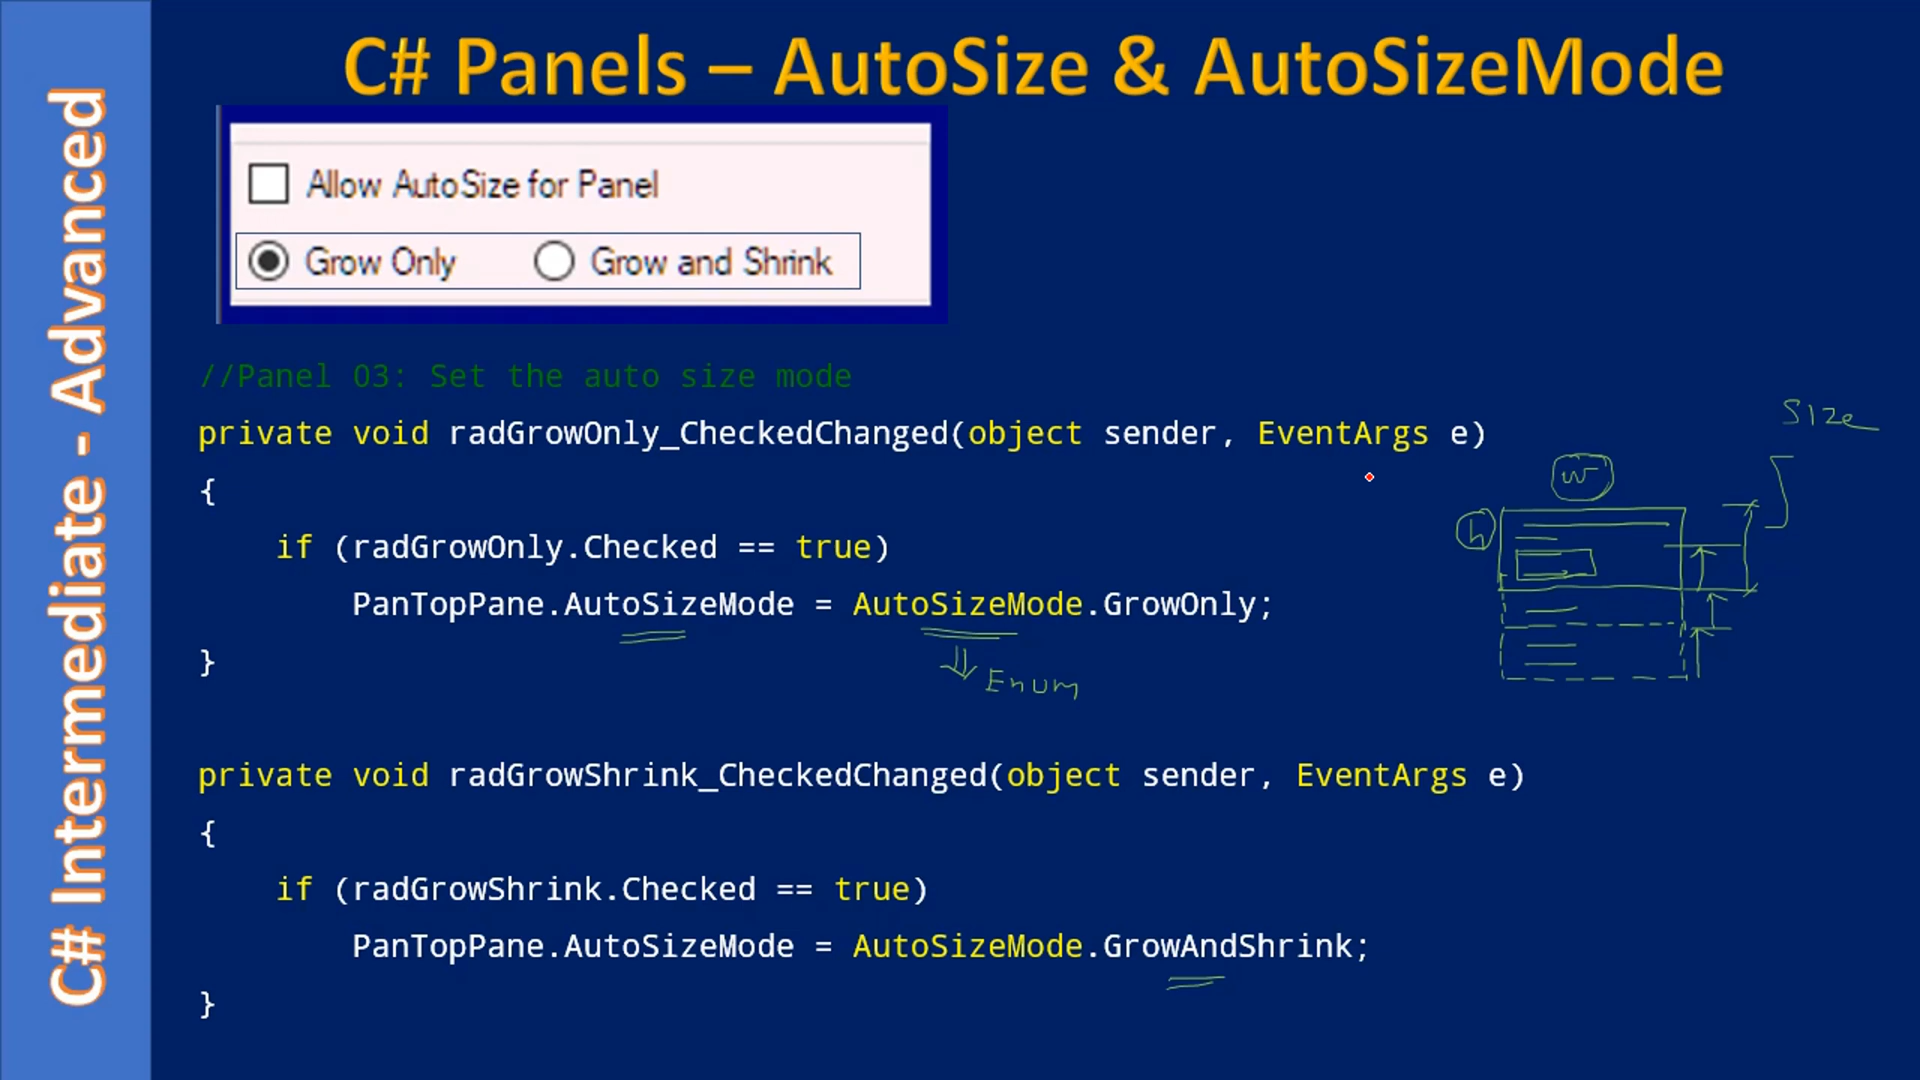 C# Intermediate - Advanced
C# Panels – AutoSize & AutoSizeMode
Allow AutoSize for Panel
Grow Only
Grow and Shrink
//Panel 03: Set the auto size mode
private void radGrowOnly_CheckedChanged(object sender, EventArgs e)
{
if (radGrowOnly.Checked == true)
PanTopPane.AutoSizeMode = AutoSizeMode.GrowOnly;
}
Enum
Size
w
h
private void radGrowShrink_CheckedChanged(object sender, EventArgs e)
{
if (radGrowShrink.Checked == true)
PanTopPane.AutoSizeMode = AutoSizeMode.GrowAndShrink;
}